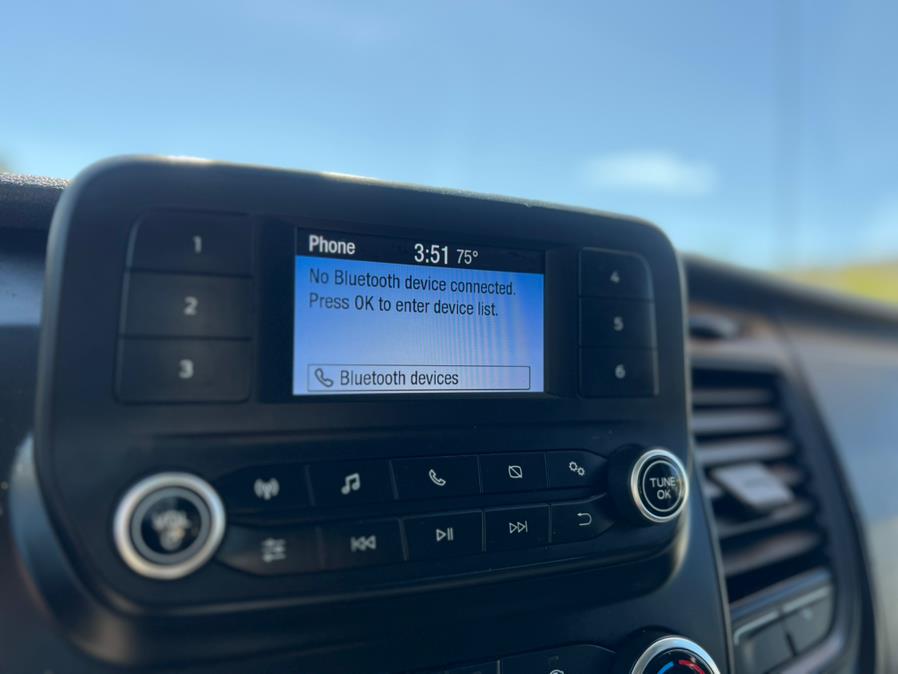 Phone 3:51 75°
No Bluetooth device connected.
Press OK to enter device list.
Bluetooth devices
1
2
3
4
5
6
VOL
TUNE
OK